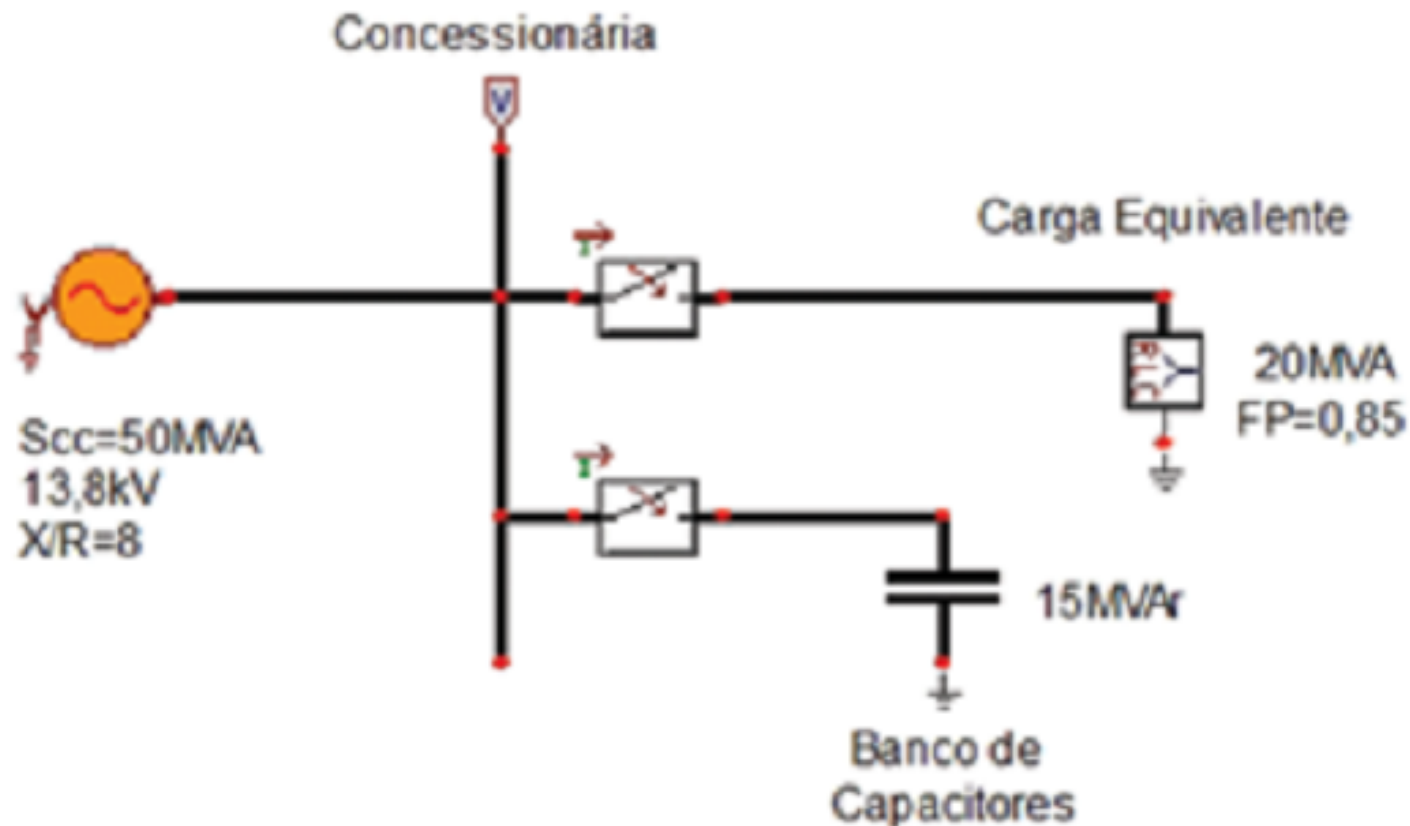 Concessionária
V
Carga Equivalente
I
20MVA
FP=0,85
Scc=50MVA
13,8kV
X/R=8
I
15MVAr
Banco de
Capacitores